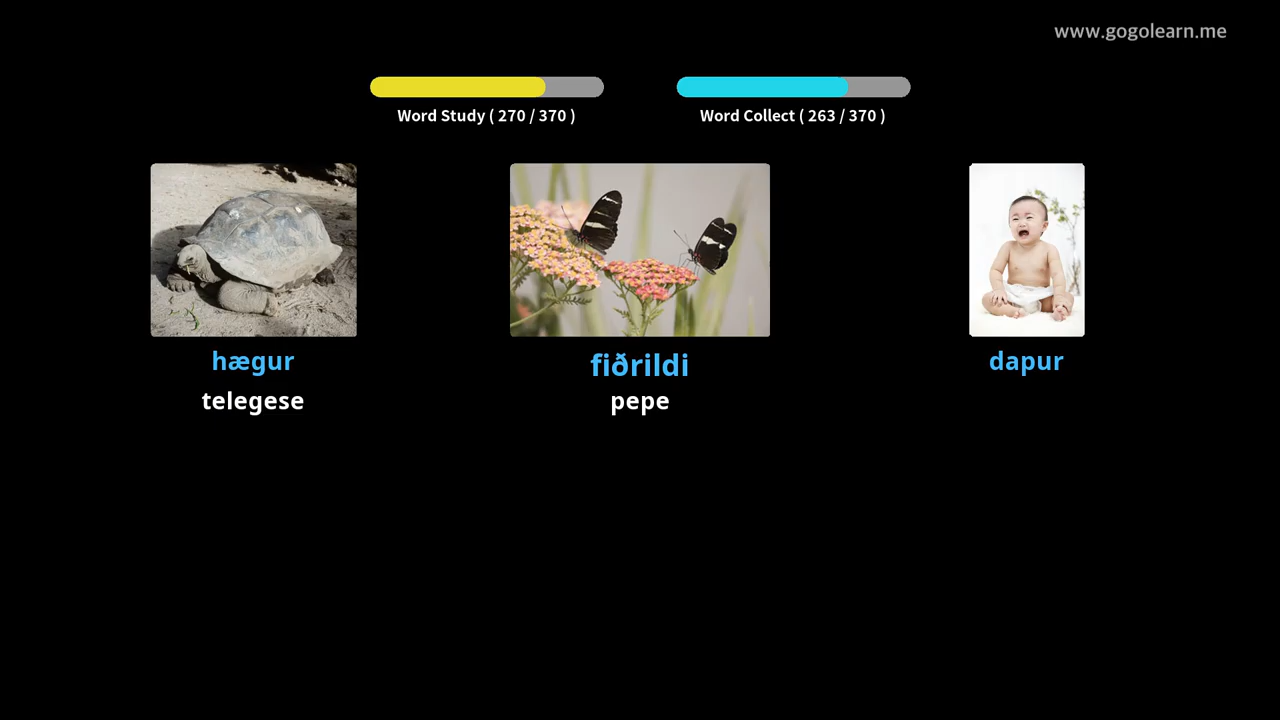 www.gogolearn.me
Word Study ( 270 / 370 )
Word Collect ( 263 / 370 )
hægur
fiðrildi
dapur
telegese
pepe